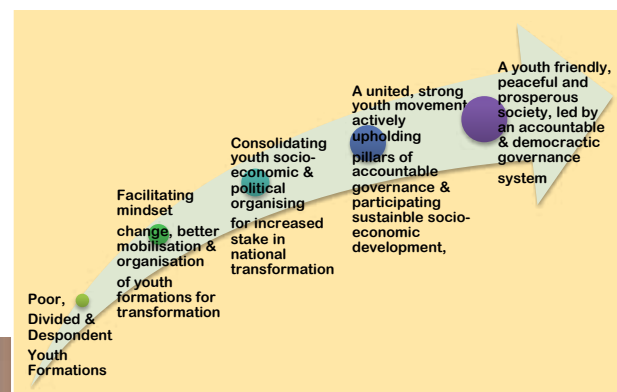 Poor,
Divided &
Despondent
Youth
Formations
Facilitating
mindset
change, better
mobilisation &
organisation
of youth
formations for
transformation
Consolidating
youth socio-
economic &
political
organising
for increased
stake in
national
transformation
A united, strong
youth movement
actively
upholding
pillars of
accountable
governance &
participating
sustainble socio-
economic
development,
A youth friendly,
peaceful and
prosperous
society, led by
an accountable
& democractic
governance
system